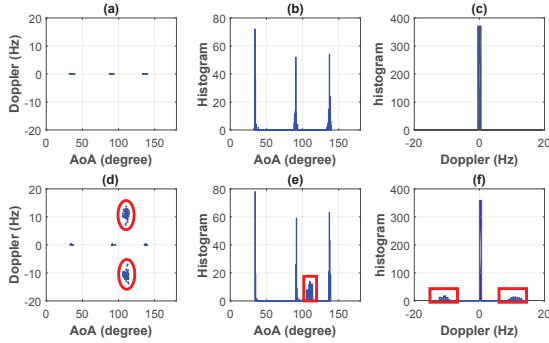 (a) (b) (c)
20 10 0 -10 -20
Doppler (Hz)
0 50 100 150
AoA (degree)
80 60 40 20 0
Histogram
0 50 100 150
AoA (degree)
400 300 200 100 0
histogram
-20 0 20
Doppler (Hz)
(d) (e) (f)
20 10 0 -10 -20
Doppler (Hz)
0 50 100 150
AoA (degree)
80 60 40 20 0
Histogram
0 50 100 150
AoA (degree)
400 300 200 100 0
histogram
-20 0 20
Doppler (Hz)